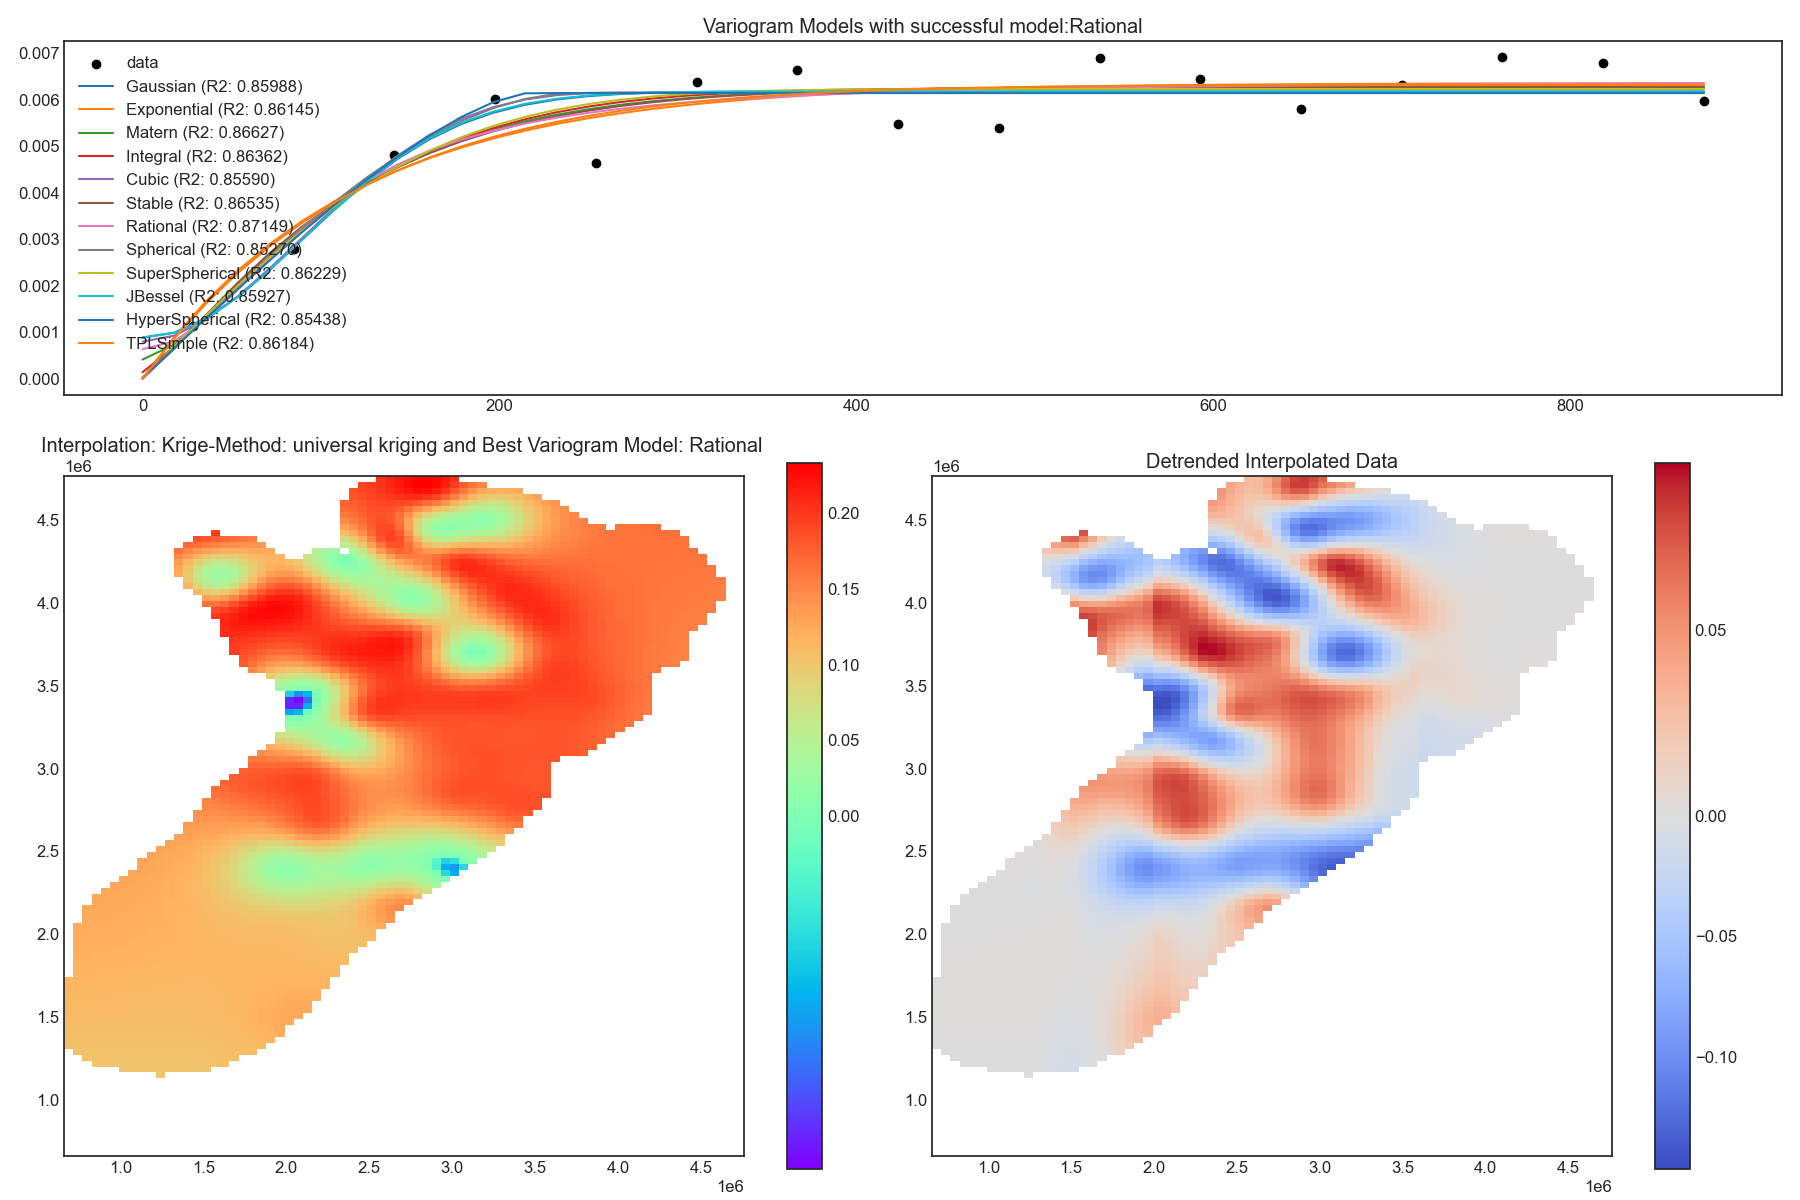 Variogram Models with successful model:Rational
0.007
0.006
0.005
0.004
0.003
0.002
0.001
0.000
data
Gaussian (R2: 0.85988)
Exponential (R2: 0.86145)
Matern (R2: 0.86627)
Integral (R2: 0.86362)
Cubic (R2: 0.85590)
Stable (R2: 0.86535)
Rational (R2: 0.87149)
Spherical (R2: 0.85270)
SuperSpherical (R2: 0.86229)
JBessel (R2: 0.85927)
HyperSpherical (R2: 0.85438)
TPLSimple (R2: 0.86184)
0 200 400 600 800
Interpolation: Krige-Method: universal kriging and Best Variogram Model: Rational
1e6
4.5
4.0
3.5
3.0
2.5
2.0
1.5
1.0
1.0 1.5 2.0 2.5 3.0 3.5 4.0 4.5
1e6
0.20
0.15
0.10
0.05
0.00
Detrended Interpolated Data
1e6
4.5
4.0
3.5
3.0
2.5
2.0
1.5
1.0
1.0 1.5 2.0 2.5 3.0 3.5 4.0 4.5
1e6
0.05
0.00
−0.05
−0.10